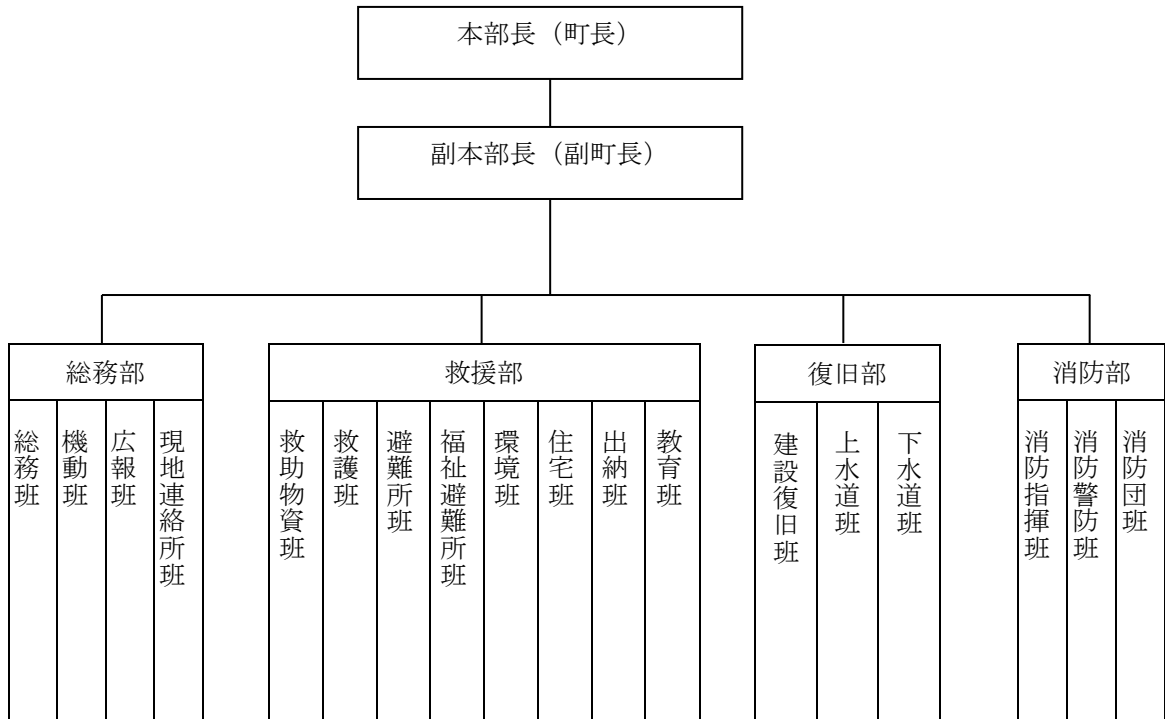 本部長（町長）
副本部長（副町長）
総務部
総務班
機動班
広報班
現地連絡所班
救援部
救助物資班
救護班
避難所班
福祉避難所班
環境班
住宅班
出納班
教育班
復旧部
建設復旧班
上水道班
下水道班
消防部
消防指揮班
消防警防班
消防団班